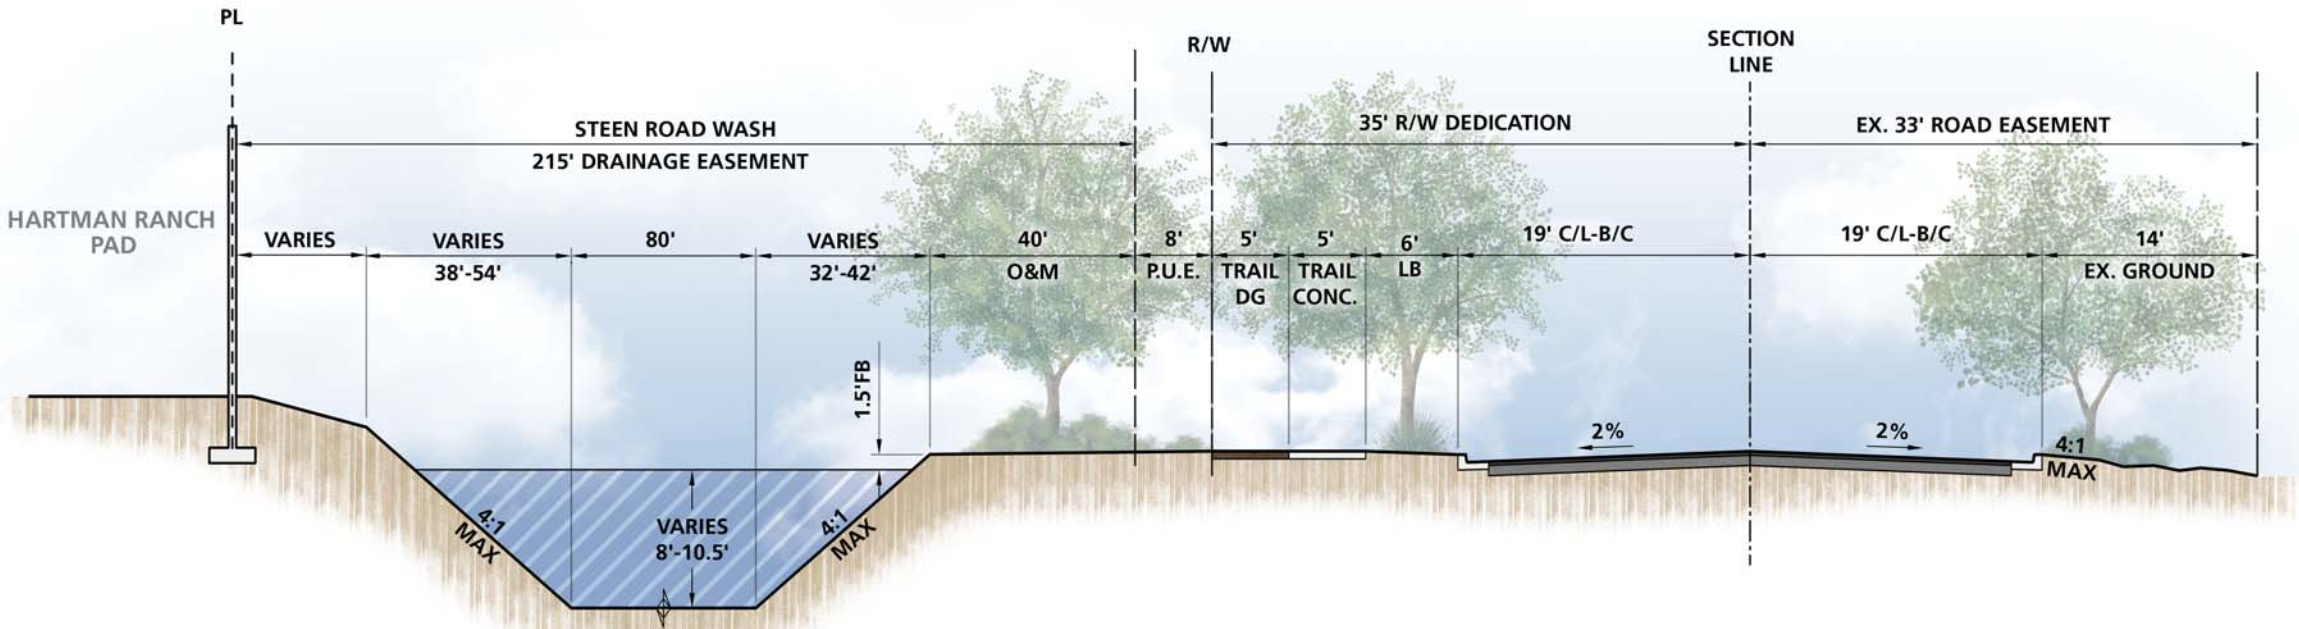 PL
R/W
SECTION
LINE
STEEN ROAD WASH
215' DRAINAGE EASEMENT
35' R/W DEDICATION
EX. 33' ROAD EASEMENT
HARTMAN RANCH
PAD
VARIES
VARIES
38'-54'
80'
VARIES
32'-42'
40'
O&M
8'
P.U.E.
5'
TRAIL
DG
5'
TRAIL
CONC.
6'
LB
19' C/L-B/C
19' C/L-B/C
14'
EX. GROUND
1.5'FB
2%
2%
4:1
MAX
4:1
MAX
VARIES
8'-10.5'
4:1
MAX